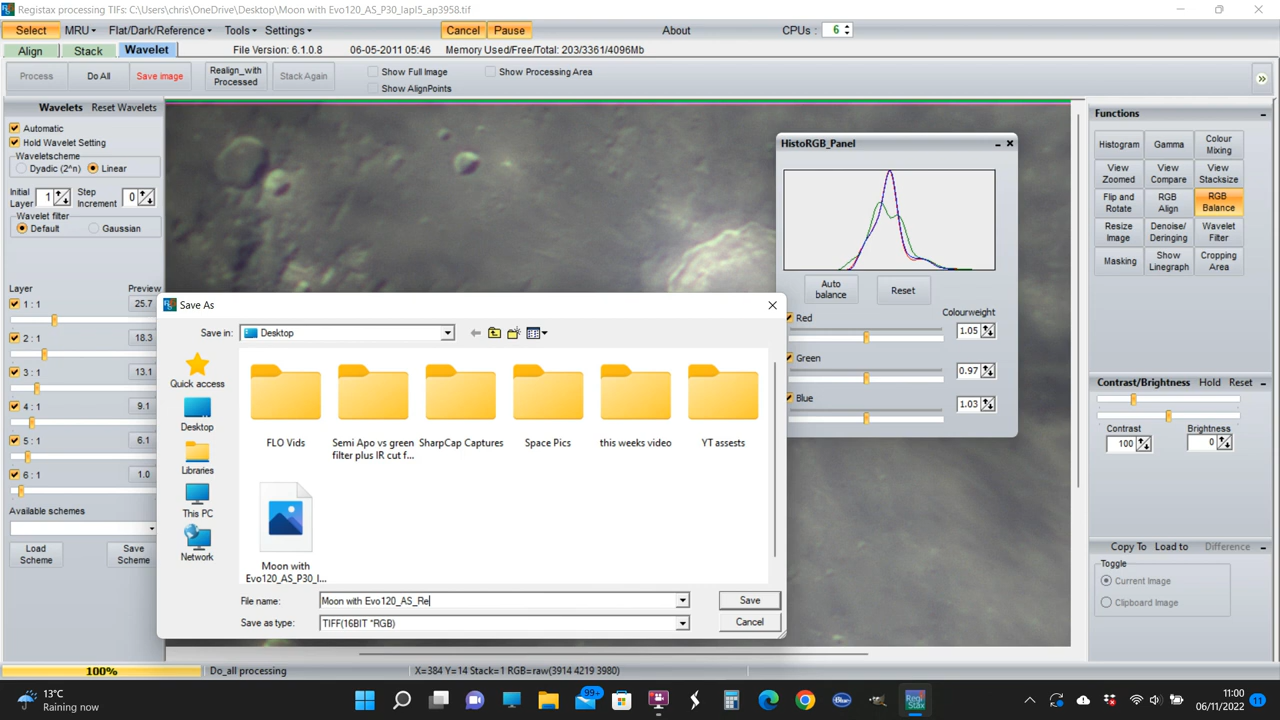 Registax processing TIFs: C:\Users\chris\OneDrive\Desktop\Moon with Evo120_AS_P30_lapl5_ap3958.tif
Select MRU Flat/Dark/Reference Tools Settings Cancel Pause About CPUs : 6
Align Stack Wavelet File Version: 6.1.0.8 06-05-2011 05:46 Memory Used/Free/Total: 203/3361/4096Mb
Process Do All Save image Realign_with Processed Stack Again Show Full Image Show Processing Area
Show AlignPoints
Wavelets Reset Wavelets
Automatic
Hold Wavelet Setting
Waveletscheme
Dyadic (2^n) Linear
Initial Layer 1 Step Increment 0
Wavelet filter
Default Gaussian
Layer Preview
1 : 1 25.7
2 : 1 18.3
3 : 1 13.1
4 : 1 9.1
5 : 1 6.1
6 : 1 1.0
Available schemes
Load Scheme Save Scheme
Save As
Save in: Desktop
Quick access
Desktop
Libraries
This PC
Network
FLO Vids
Semi Apo vs green filter plus IR cut f...
SharpCap Captures
Space Pics
this weeks video
YT assests
Moon with
Evo120_AS_P30_l...
File name: Moon with Evo120_AS_Re
Save
Save as type: TIFF(16BIT *RGB)
Cancel
HistoRGB_Panel
Auto balance Reset
Colourweight
Red 1.05
Green 0.97
Blue 1.03
Functions
Histogram Gamma Colour Mixing
View Zoomed View Compare View Stacksize
Flip and Rotate RGB Align RGB Balance
Resize Image Denoise/ Deringing Wavelet Filter
Masking Show Linegraph Cropping Area
Contrast/Brightness Hold Reset
Contrast Brightness
100 0
Copy To Load to Difference
Toggle
Current Image
Clipboard Image
100% Do_all processing X=384 Y=14 Stack=1 RGB=raw(3914 4219 3980)
13°C
Raining now
99+
Blue
Regi Stax
11:00
06/11/2022
11